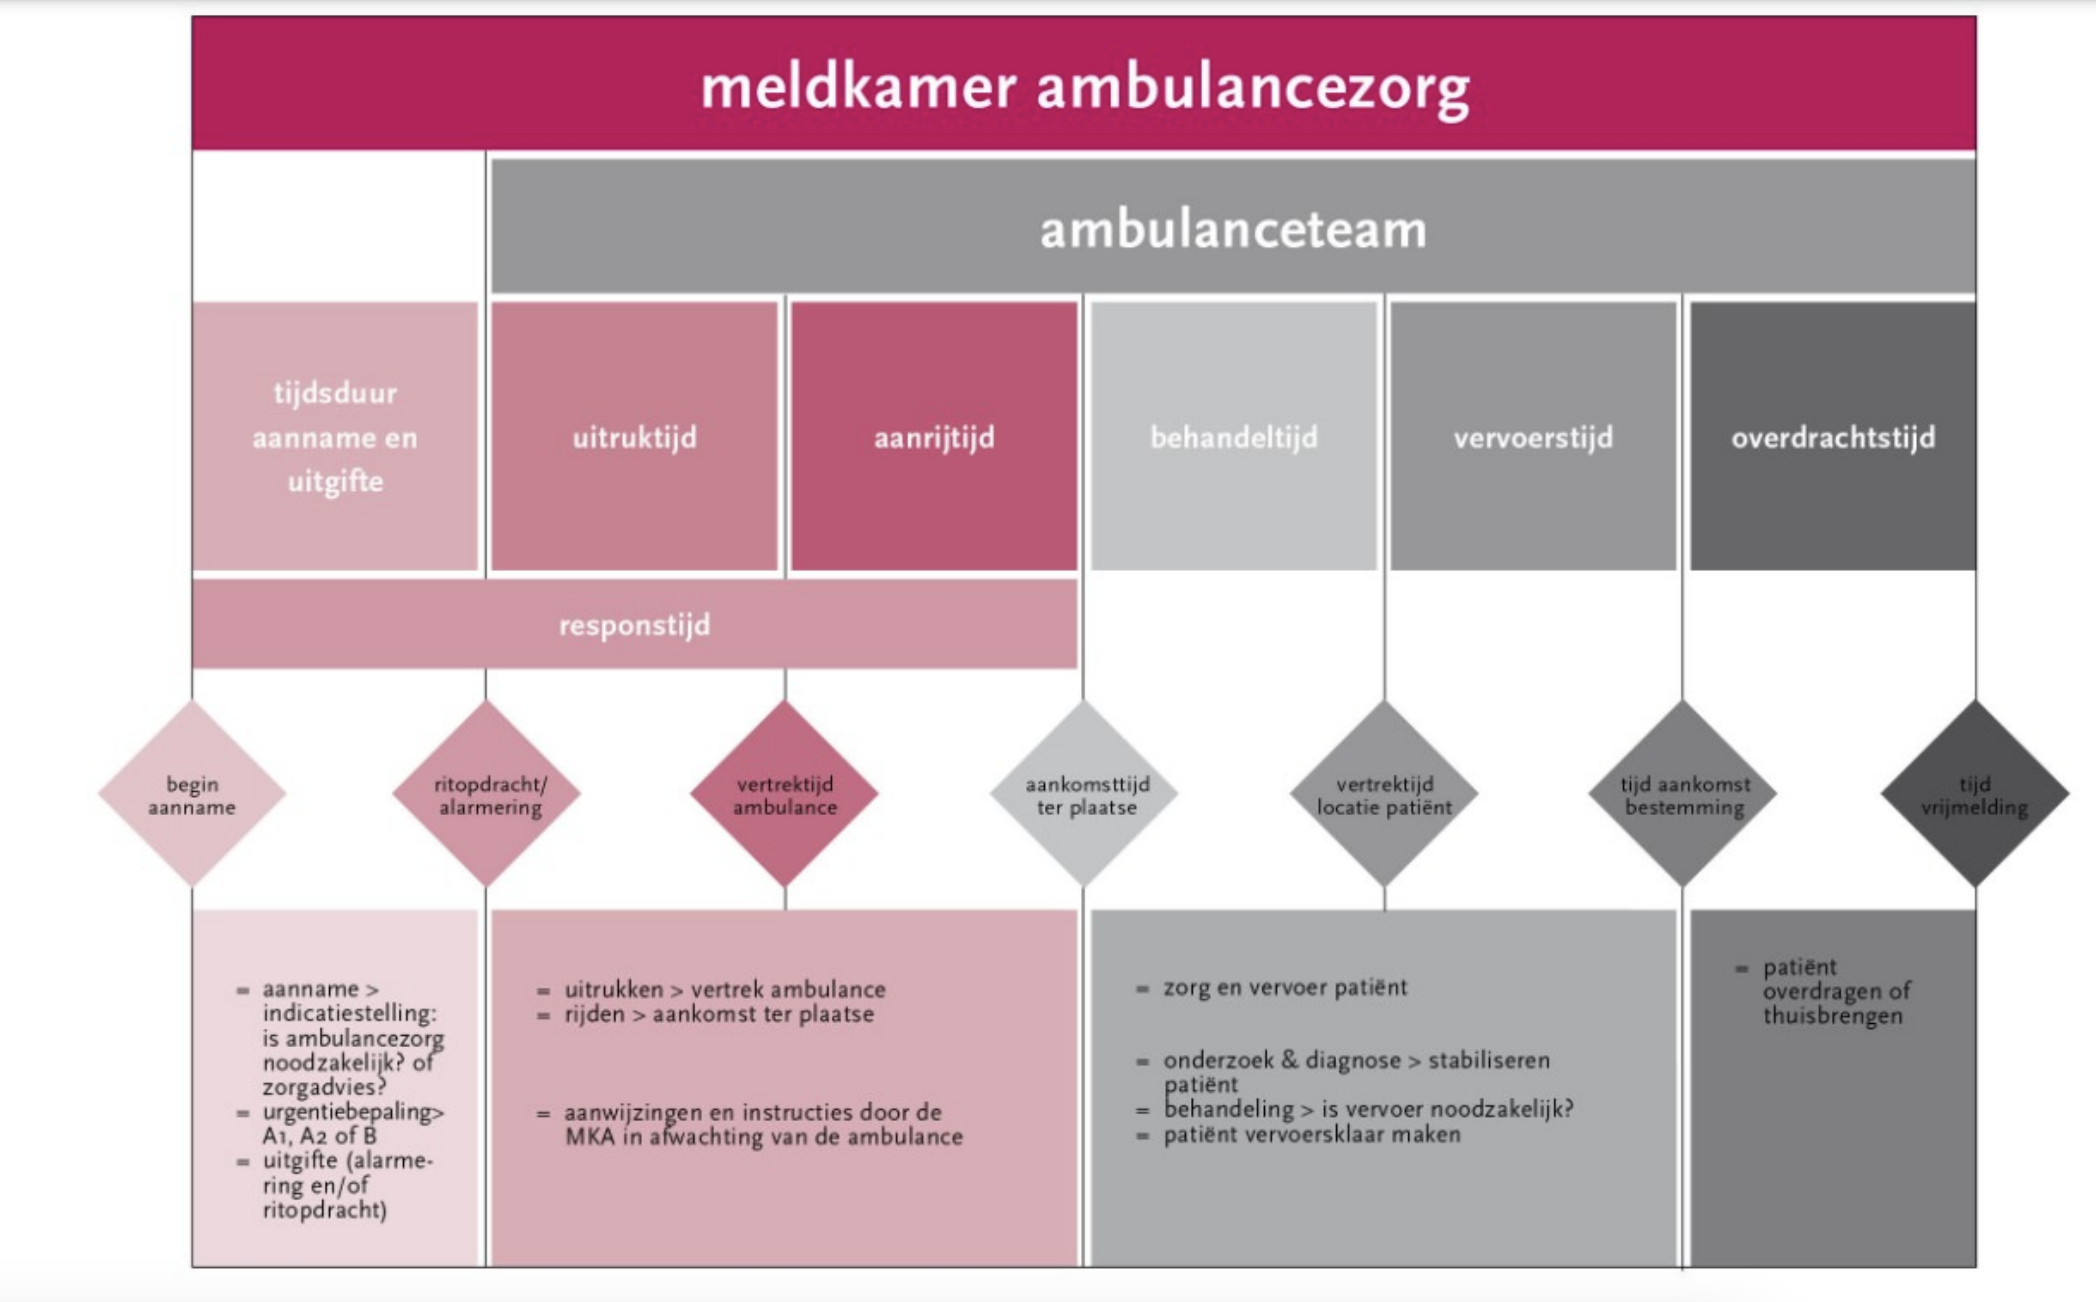 meldkamer ambulancezorg
ambulanceteam
tijdsduur
aanname en
uitgifte
uitruktijd
aanrijtijd
behandeltijd
vervoerstijd
overdrachtstijd
responstijd
begin
aanname
ritopdracht/
alarmering
vertrektijd
ambulance
aankomsttijd
ter plaatse
vertrektijd
locatie patiënt
tijd aankomst
bestemming
tijd
vrijmelding
= aanname >
indicatiestelling:
is ambulancezorg
noodzakelijk? of
zorgadvies?
= urgentiebepaling>
A1, A2 of B
= uitgifte (alarme-
ring en/of
ritopdracht)
= uitrukken > vertrek ambulance
= rijden > aankomst ter plaatse
= aanwijzingen en instructies door de
MKA in afwachting van de ambulance
= zorg en vervoer patiënt
= onderzoek & diagnose > stabiliseren
patiënt
= behandeling > is vervoer noodzakelijk?
= patiënt vervoersklaar maken
= patiënt
overdragen of
thuisbrengen